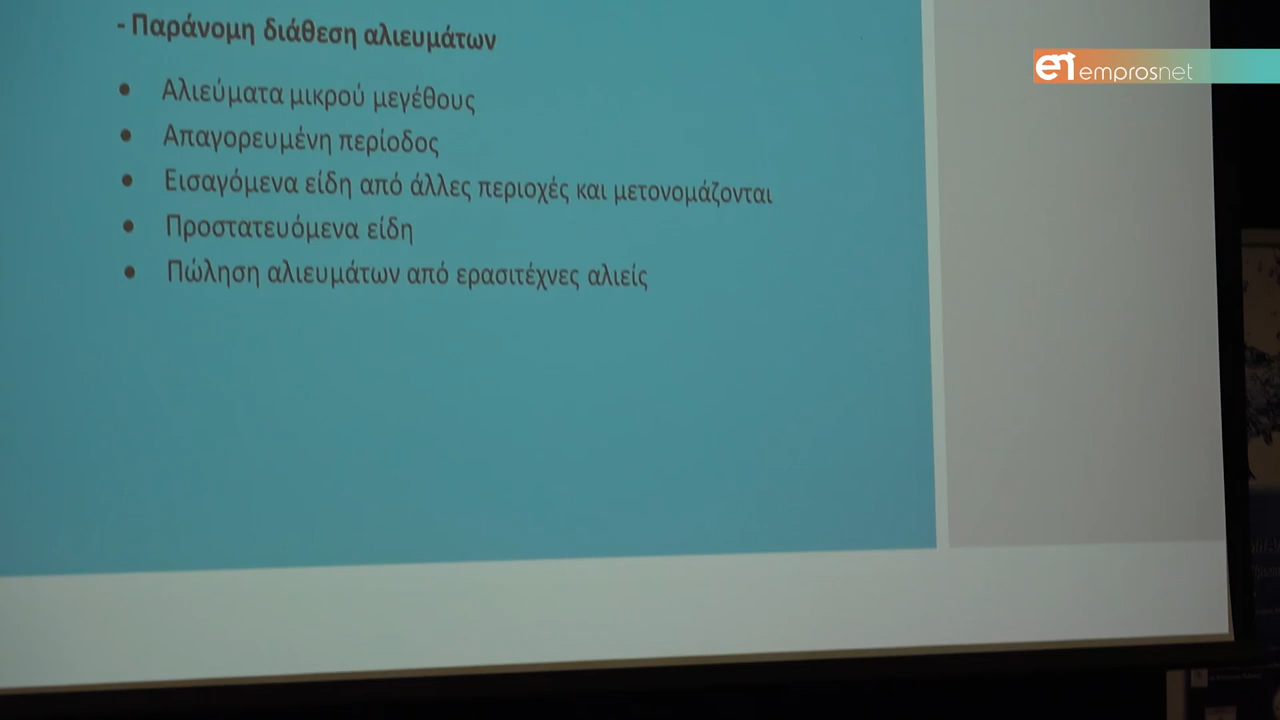 - Παράνομη διάθεση αλιευμάτων
• Αλιεύματα μικρού μεγέθους
• Απαγορευμένη περίοδος
• Εισαγόμενα είδη από άλλες περιοχές και μετονομάζονται
• Προστατευόμενα είδη
• Πώληση αλιευμάτων από ερασιτέχνες αλιείς
en emprosnet